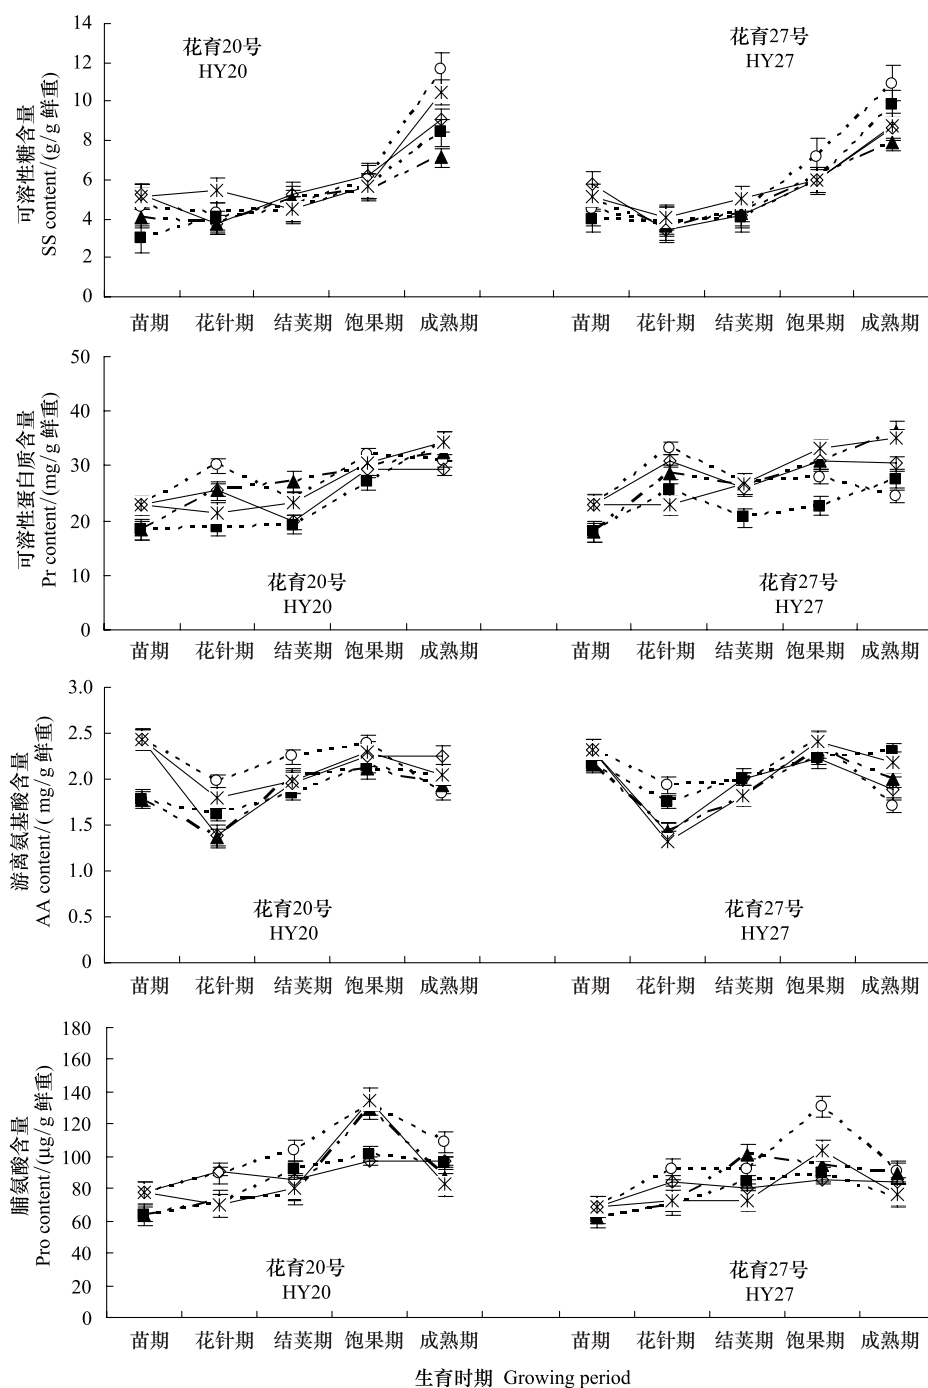 可溶性糖含量
SS content/(g/g 鲜重)
14
12
10
8
6
4
2
0
花育20号
HY20
花育27号
HY27
苗期 花针期 结荚期 饱果期 成熟期 苗期 花针期 结荚期 饱果期 成熟期
可溶性蛋白质含量
Pr content/(mg/g 鲜重)
50
40
30
20
10
0
花育20号
HY20
花育27号
HY27
苗期 花针期 结荚期 饱果期 成熟期 苗期 花针期 结荚期 饱果期 成熟期
游离氨基酸含量
AA content/( mg/g 鲜重)
3.0
2.5
2.0
1.5
1.0
0.5
0
花育20号
HY20
花育27号
HY27
苗期 花针期 结荚期 饱果期 成熟期 苗期 花针期 结荚期 饱果期 成熟期
脯氨酸含量
Pro content/(μg/g 鲜重)
180
160
140
120
100
80
60
40
20
0
花育20号
HY20
花育27号
HY27
苗期 花针期 结荚期 饱果期 成熟期 苗期 花针期 结荚期 饱果期 成熟期
生育时期 Growing period